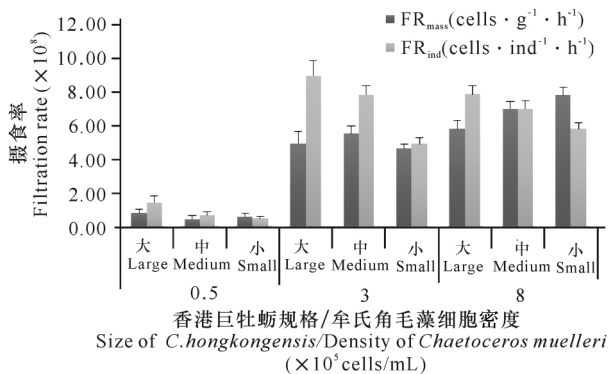 12.00
10.00
8.00
6.00
4.00
2.00
0.00
摄食率
Filtration rate (×10⁸)
FRmass(cells · g⁻¹ · h⁻¹)
FRind(cells · ind⁻¹ · h⁻¹)
大 中 小 大 中 小 大 中 小
Large Medium Small Large Medium Small Large Medium Small
0.5 3 8
香港巨牡蛎规格/牟氏角毛藻细胞密度
Size of C.hongkongensis/Density of Chaetoceros muelleri
(×10⁵cells/mL)